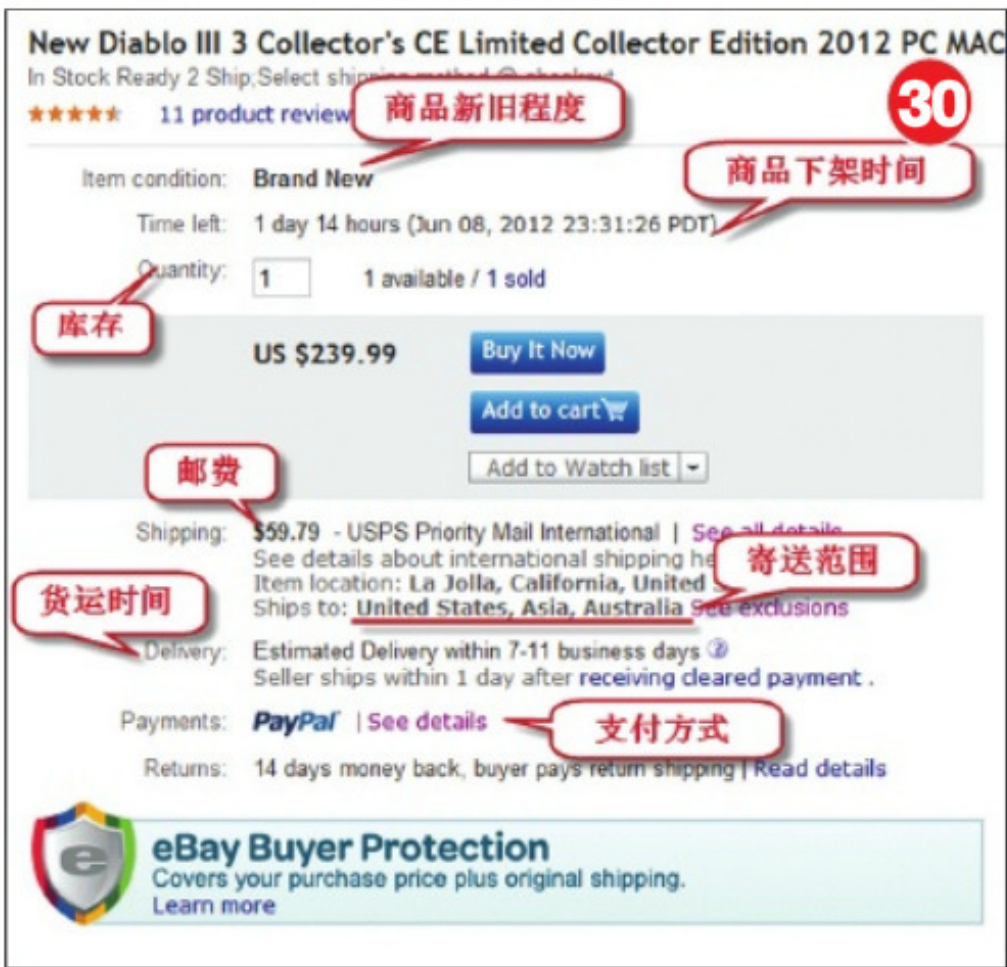 New Diablo III 3 Collector's CE Limited Collector Edition 2012 PC MAC
In Stock Ready 2 Ship;Select shipping method @ checkout
11 product review
商品新旧程度
30
商品下架时间
Item condition: Brand New
Time left: 1 day 14 hours (Jun 08, 2012 23:31:26 PDT)
Quantity: 1 1 available / 1 sold
库存
US $239.99 Buy It Now
Add to cart
Add to Watch list
邮费
Shipping: $59.79 - USPS Priority Mail International | See all details
See details about international shipping he
寄送范围
Item location: La Jolla, California, United
货运时间
Ships to: United States, Asia, Australia See exclusions
Delivery: Estimated Delivery within 7-11 business days
Seller ships within 1 day after receiving cleared payment .
Payments: PayPal | See details
支付方式
Returns: 14 days money back, buyer pays return shipping | Read details
e
eBay Buyer Protection
Covers your purchase price plus original shipping.
Learn more